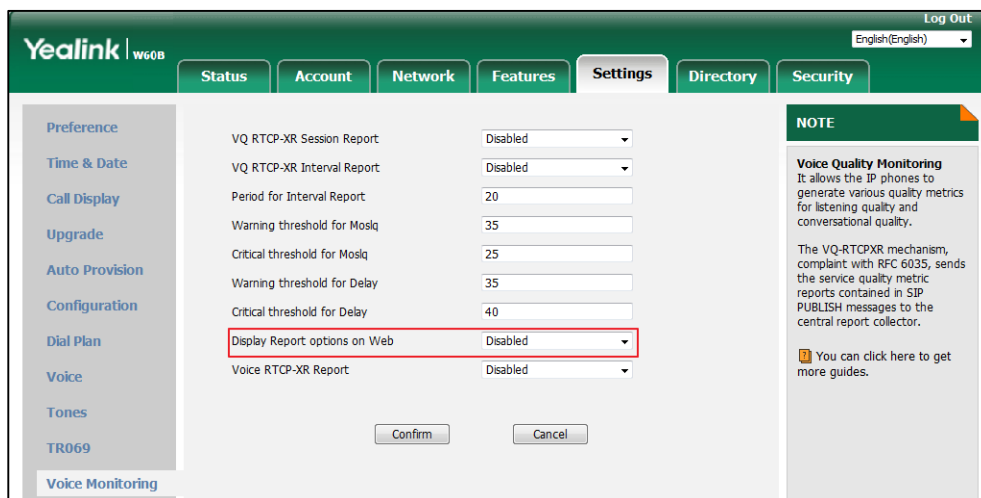 Log Out
Yealink W60B
English(English)
Status Account Network Features Settings Directory Security
Preference
Time & Date
Call Display
Upgrade
Auto Provision
Configuration
Dial Plan
Voice
Tones
TR069
Voice Monitoring
VQ RTCP-XR Session Report Disabled
VQ RTCP-XR Interval Report Disabled
Period for Interval Report 20
Warning threshold for Moslq 35
Critical threshold for Moslq 25
Warning threshold for Delay 35
Critical threshold for Delay 40
Display Report options on Web Disabled
Voice RTCP-XR Report Disabled
Confirm Cancel
NOTE
Voice Quality Monitoring
It allows the IP phones to
generate various quality metrics
for listening quality and
conversational quality.
The VQ-RTCPXR mechanism,
complaint with RFC 6035, sends
the service quality metric
reports contained in SIP
PUBLISH messages to the
central report collector.
You can click here to get
more guides.